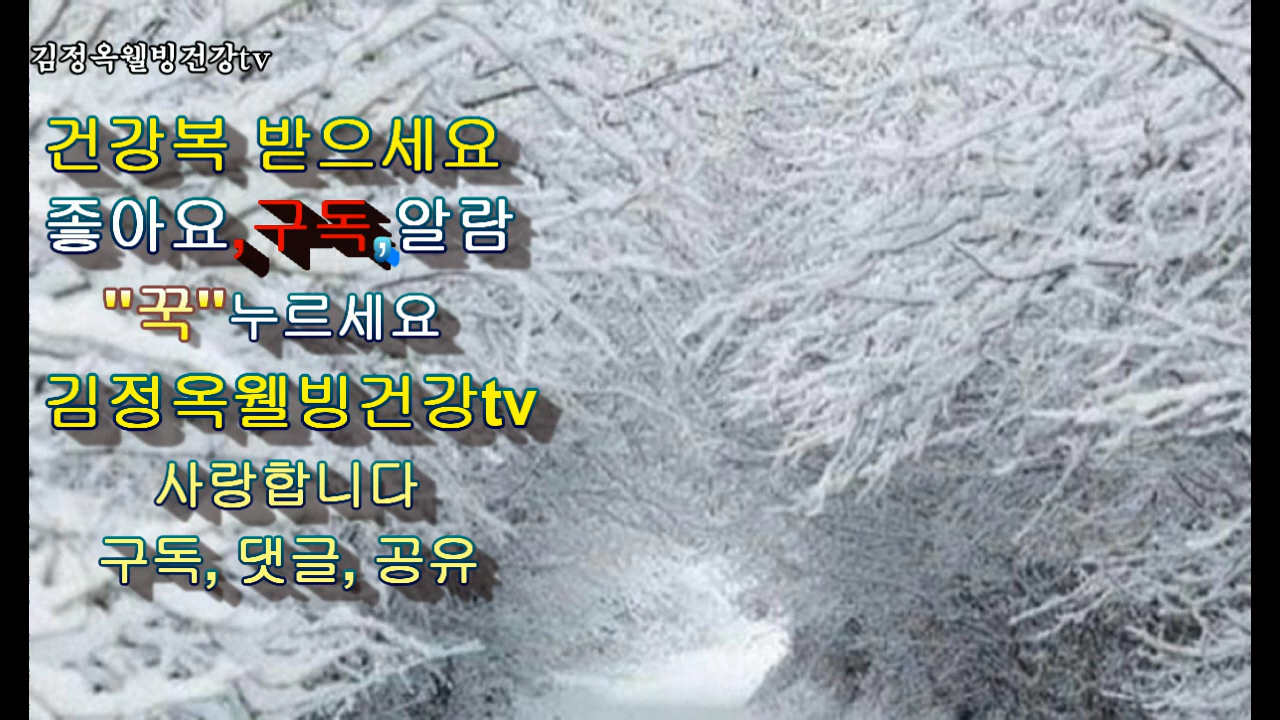 김정옥웰빙건강tv
건강복 받으세요
좋아요,구독,알람
"꾹"누르세요
김정옥웰빙건강tv
사랑합니다
구독, 댓글, 공유